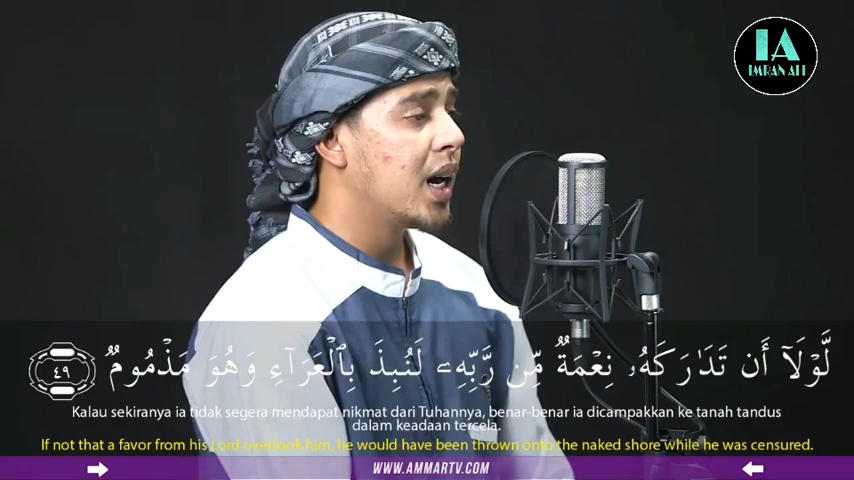 IA
IMRAN ALI
لَّوْلَآ أَن تَدَٰرَكَهُۥ نِعْمَةٌ مِّن رَّبِّهِۦ لَنُبِذَ بِٱلْعَرَآءِ وَهُوَ مَذْمُومٌ ٤٩
Kalau sekiranya ia tidak segera mendapat nikmat dari Tuhannya, benar-benar ia dicampakkan ke tanah tandus
dalam keadaan tercela.
If not that a favor from his Lord overtook him, he would have been thrown onto the naked shore while he was censured.
WWW.AMMARTV.COM